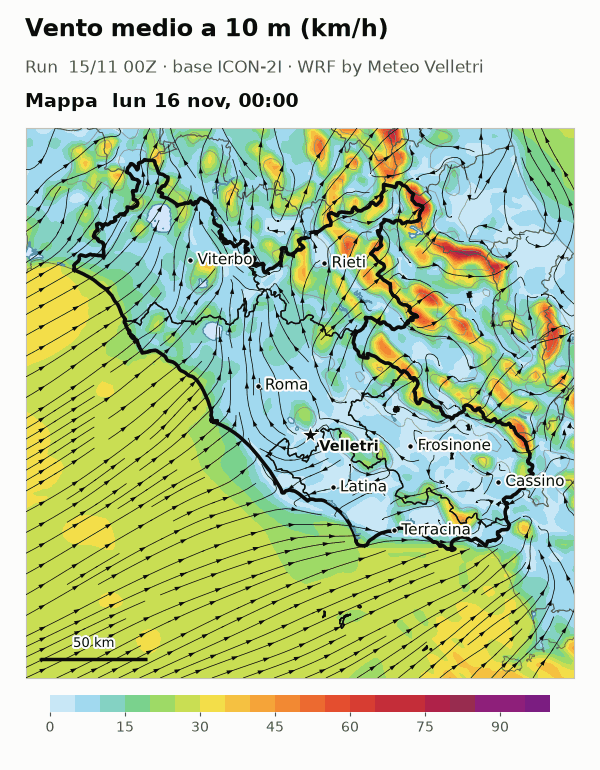 Vento medio a 10 m (km/h)
Run  15/11 00Z · base ICON-2I · WRF by Meteo Velletri
Mappa  lun 16 nov, 00:00
Viterbo
Rieti
Roma
Velletri
Frosinone
Cassino
Latina
Terracina
50 km
0 15 30 45 60 75 90